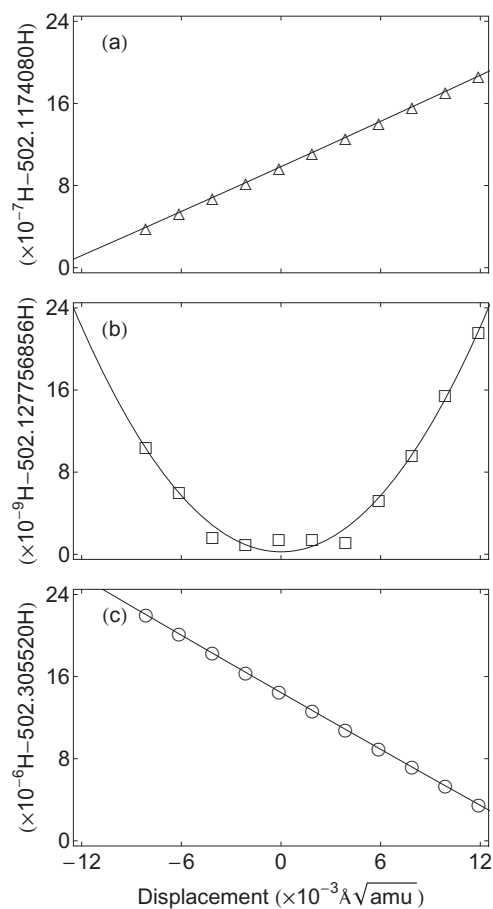 (a)
24
16
8
0
(×10⁻⁷H−502.1174080H)
(b)
24
16
8
0
(×10⁻⁹H−502.127756856H)
(c)
24
16
8
0
(×10⁻⁶H−502.305520H)
−12 −6 0 6 12
Displacement (×10⁻³Å√amu)